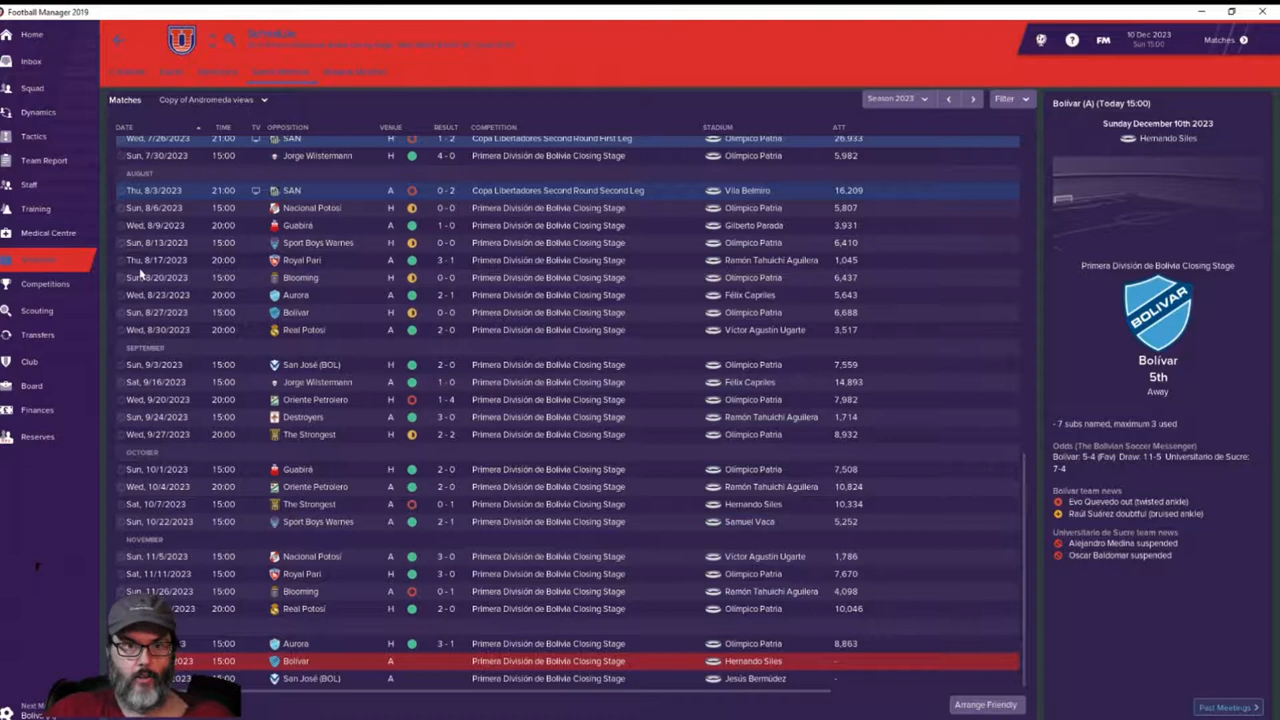 Football Manager 2019
Home
Inbox
Squad
Dynamics
Tactics
Team Report
Staff
Training
Medical Centre
Competitions
Scouting
Transfers
Club
Board
Finances
Reserves
Schedule
10 Dec 2023
Sun 15:00
FM
Matches
Matches Copy of Andromeda views
Season 2023
Filter
DATE TIME TV OPPOSITION VENUE RESULT COMPETITION STADIUM ATT
Wed, 7/26/2023 21:00 SAN H 1 - 2 Copa Libertadores Second Round First Leg Olímpico Patria 26,933
Sun, 7/30/2023 15:00 Jorge Wilstermann H 4 - 0 Primera División de Bolivia Closing Stage Olímpico Patria 5,982
AUGUST
Thu, 8/3/2023 21:00 SAN A 0 - 2 Copa Libertadores Second Round Second Leg Vila Belmiro 16,209
Sun, 8/6/2023 15:00 Nacional Potosí H 0 - 0 Primera División de Bolivia Closing Stage Olímpico Patria 5,807
Wed, 8/9/2023 20:00 Guabirá A 1 - 0 Primera División de Bolivia Closing Stage Gilberto Parada 3,931
Sun, 8/13/2023 15:00 Sport Boys Warnes H 0 - 0 Primera División de Bolivia Closing Stage Olímpico Patria 6,410
Thu, 8/17/2023 20:00 Royal Pari A 3 - 1 Primera División de Bolivia Closing Stage Ramón Tahuichi Aguilera 1,045
Sun, 8/20/2023 15:00 Blooming H 0 - 0 Primera División de Bolivia Closing Stage Olímpico Patria 6,437
Wed, 8/23/2023 20:00 Aurora A 2 - 1 Primera División de Bolivia Closing Stage Félix Capriles 5,643
Sun, 8/27/2023 15:00 Bolívar H 0 - 0 Primera División de Bolivia Closing Stage Olímpico Patria 6,688
Wed, 8/30/2023 20:00 Real Potosí A 2 - 0 Primera División de Bolivia Closing Stage Víctor Agustín Ugarte 3,517
SEPTEMBER
Sun, 9/3/2023 15:00 San José (BOL) H 2 - 0 Primera División de Bolivia Closing Stage Olímpico Patria 7,559
Sat, 9/16/2023 15:00 Jorge Wilstermann A 1 - 0 Primera División de Bolivia Closing Stage Félix Capriles 14,893
Wed, 9/20/2023 20:00 Oriente Petrolero H 1 - 4 Primera División de Bolivia Closing Stage Olímpico Patria 7,982
Sun, 9/24/2023 15:00 Destroyers A 3 - 0 Primera División de Bolivia Closing Stage Ramón Tahuichi Aguilera 1,714
Wed, 9/27/2023 20:00 The Strongest H 2 - 2 Primera División de Bolivia Closing Stage Olímpico Patria 8,932
OCTOBER
Sun, 10/1/2023 15:00 Guabirá H 2 - 0 Primera División de Bolivia Closing Stage Olímpico Patria 7,508
Wed, 10/4/2023 20:00 Oriente Petrolero A 2 - 0 Primera División de Bolivia Closing Stage Ramón Tahuichi Aguilera 10,824
Sat, 10/7/2023 15:00 The Strongest A 0 - 1 Primera División de Bolivia Closing Stage Hernando Siles 10,334
Sun, 10/22/2023 15:00 Sport Boys Warnes A 2 - 1 Primera División de Bolivia Closing Stage Samuel Vaca 5,252
NOVEMBER
Sun, 11/5/2023 15:00 Nacional Potosí A 3 - 0 Primera División de Bolivia Closing Stage Víctor Agustín Ugarte 1,786
Sat, 11/11/2023 15:00 Royal Pari H 3 - 0 Primera División de Bolivia Closing Stage Olímpico Patria 7,670
Sun, 11/26/2023 15:00 Blooming A 0 - 1 Primera División de Bolivia Closing Stage Ramón Tahuichi Aguilera 4,098
/2023 20:00 Real Potosí H 2 - 0 Primera División de Bolivia Closing Stage Olímpico Patria 10,046
3 15:00 Aurora H 3 - 1 Primera División de Bolivia Closing Stage Olímpico Patria 8,863
2023 15:00 Bolívar A Primera División de Bolivia Closing Stage Hernando Siles -
2023 15:00 San José (BOL) A Primera División de Bolivia Closing Stage Jesús Bermúdez -
Arrange Friendly
Next M
Bolív
Bolívar (A) (Today 15:00)
Sunday December 10th 2023
Hernando Siles
Primera División de Bolivia Closing Stage
BOLIVAR
Bolívar
5th
Away
- 7 subs named, maximum 3 used
Odds (The Bolivian Soccer Messenger)
Bolívar: 5-4 (Fav) Draw: 11-5 Universitario de Sucre:
7-4
Bolívar team news
Evo Quevedo out (twisted ankle)
Raúl Suárez doubtful (bruised ankle)
Universitario de Sucre team news
Alejandro Medina suspended
Oscar Baldomar suspended
Past Meetings